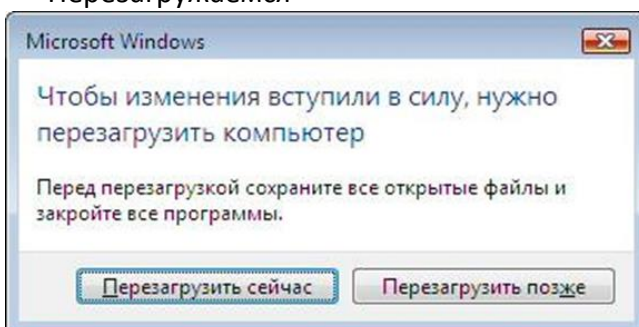 Перезагружаемся
Microsoft Windows
Чтобы изменения вступили в силу, нужно
перезагрузить компьютер
Перед перезагрузкой сохраните все открытые файлы и
закройте все программы.
Перезагрузить сейчас Перезагрузить позже